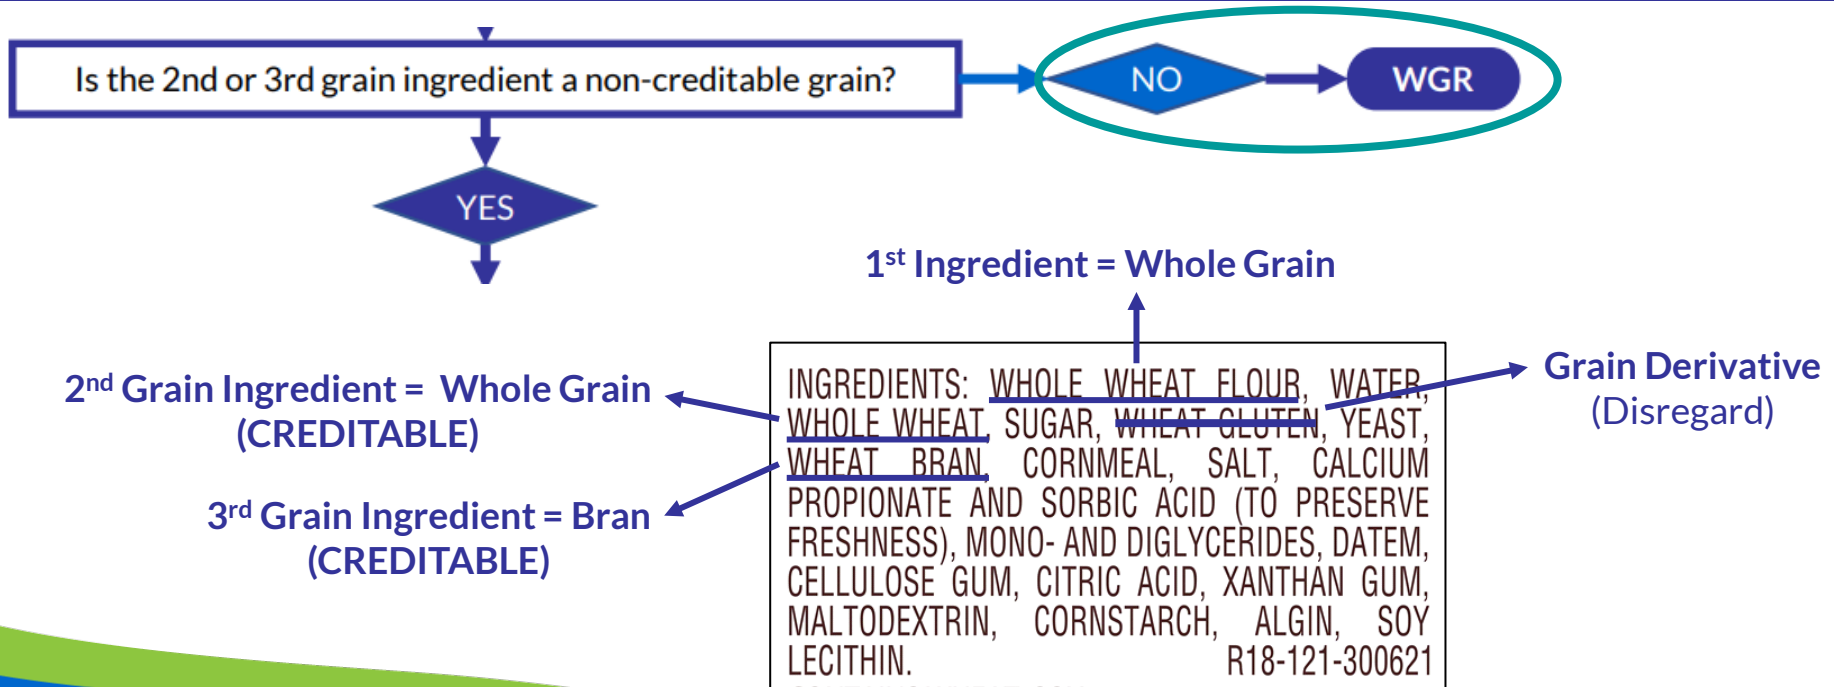 Is the 2nd or 3rd grain ingredient a non-creditable grain?
NO
WGR
YES
1st Ingredient = Whole Grain
2nd Grain Ingredient = Whole Grain
(CREDITABLE)
3rd Grain Ingredient = Bran
(CREDITABLE)
Grain Derivative
(Disregard)
INGREDIENTS: WHOLE WHEAT FLOUR, WATER,
WHOLE WHEAT, SUGAR, WHEAT GLUTEN, YEAST,
WHEAT BRAN, CORNMEAL, SALT, CALCIUM
PROPIONATE AND SORBIC ACID (TO PRESERVE
FRESHNESS), MONO- AND DIGLYCERIDES, DATEM,
CELLULOSE GUM, CITRIC ACID, XANTHAN GUM,
MALTODEXTRIN, CORNSTARCH, ALGIN, SOY
LECITHIN. R18-121-300621